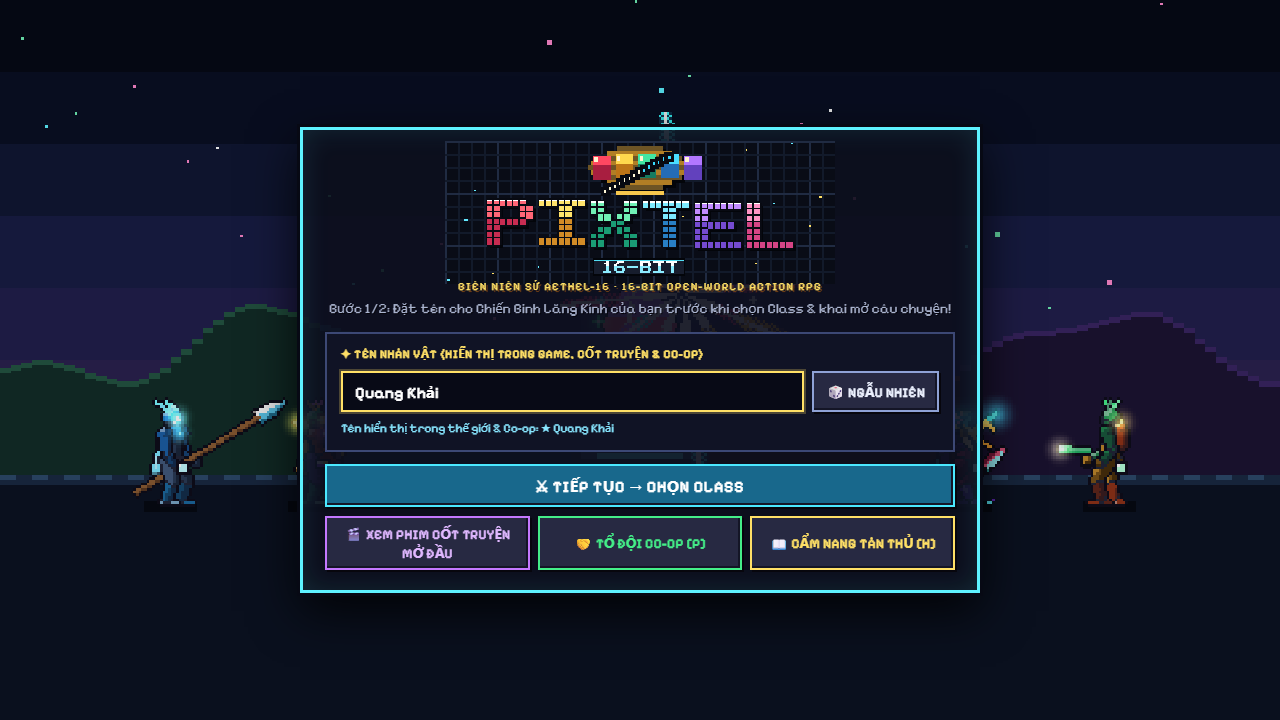 PIXTEL
16-BIT
BIÊN NIÊN SỬ AETHEL-16 · 16-BIT OPEN-WORLD ACTION RPG
Bước 1/2: Đặt tên cho Chiến Binh Lăng Kính của bạn trước khi chọn Class & khai mở câu chuyện!
✦ TÊN NHÂN VẬT (HIỂN THỊ TRONG GAME, CỐT TRUYỆN & CO-OP)
Quang Khải
🎲 NGẪU NHIÊN
Tên hiển thị trong thế giới & Co-op: ★ Quang Khải
⚔ TIẾP TỤC → CHỌN CLASS
🎬 XEM PHIM CỐT TRUYỆN
MỞ ĐẦU
🤝 TỔ ĐỘI CO-OP (P)
📖 CẨM NANG TÂN THỦ (H)